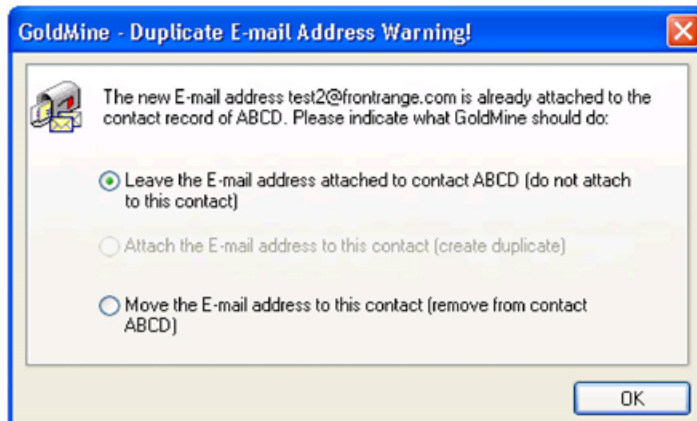 GoldMine - Duplicate E-mail Address Warning!
The new E-mail address test2@frontrange.com is already attached to the
contact record of ABCD. Please indicate what GoldMine should do:
Leave the E-mail address attached to contact ABCD (do not attach
to this contact)
Attach the E-mail address to this contact (create duplicate)
Move the E-mail address to this contact (remove from contact
ABCD)
OK